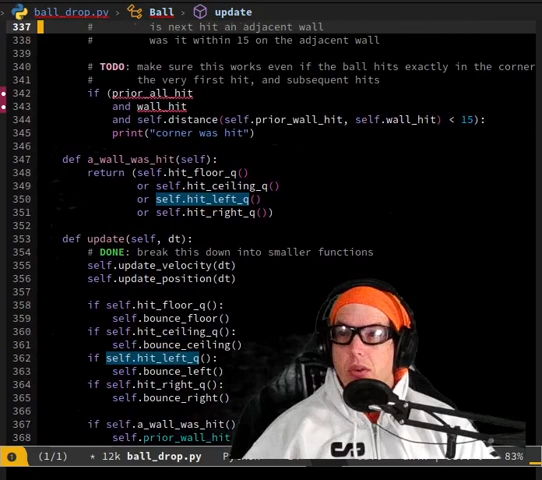 ball_drop.py › Ball › update
337 # is next hit an adjacent wall
338 # was it within 15 on the adjacent wall
339
340 # TODO: make sure this works even if the ball hits exactly in the corner
341 # the very first hit, and subsequent hits
342 if (prior_all_hit
343 and wall_hit
344 and self.distance(self.prior_wall_hit, self.wall_hit) < 15):
345 print("corner was hit")
346
347 def a_wall_was_hit(self):
348 return (self.hit_floor_q()
349 or self.hit_ceiling_q()
350 or self.hit_left_q()
351 or self.hit_right_q())
352
353 def update(self, dt):
354 # DONE: break this down into smaller functions
355 self.update_velocity(dt)
356 self.update_position(dt)
357
358 if self.hit_floor_q():
359 self.bounce_floor()
360 if self.hit_ceiling_q():
361 self.bounce_ceiling()
362 if self.hit_left_q():
363 self.bounce_left()
364 if self.hit_right_q():
365 self.bounce_right()
366
367 if self.a_wall_was_hit()
368 self.prior_wall_hit
(1/1) * 12k ball_drop.py 83%